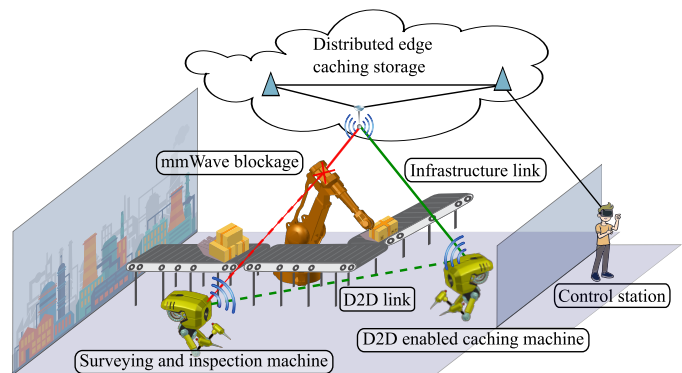 Distributed edge
caching storage
mmWave blockage
Infrastructure link
D2D link
Control station
D2D enabled caching machine
Surveying and inspection machine